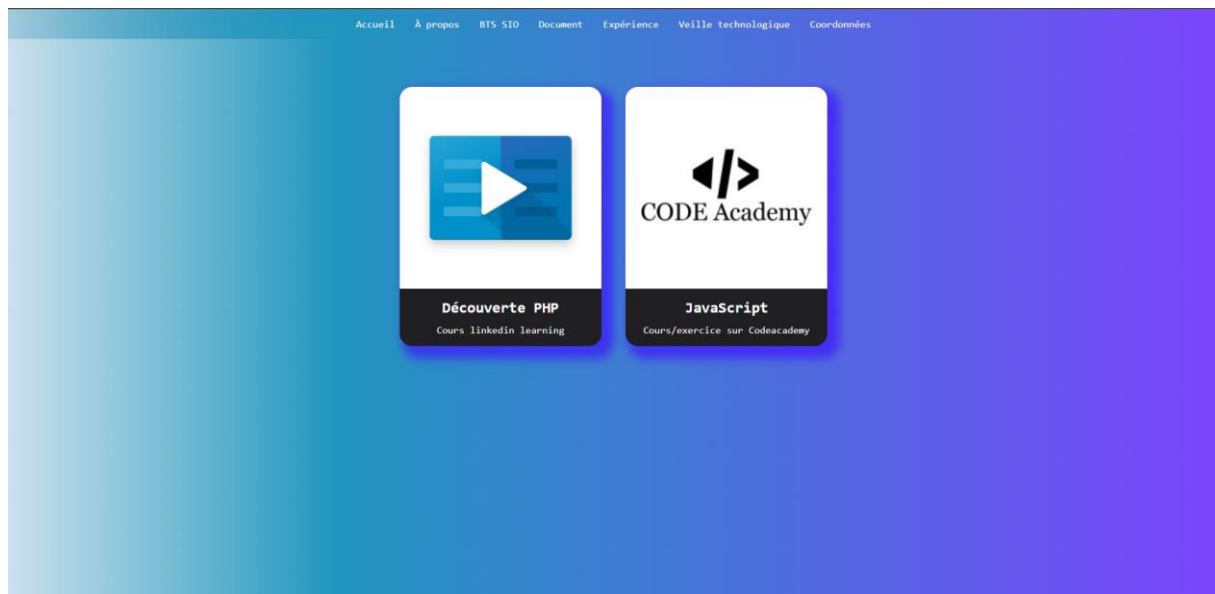 Accueil À propos BTS SIO Document Expérience Veille technologique Coordonnées
CODE Academy
Découverte PHP
Cours linkedin learning
JavaScript
Cours/exercice sur Codeacademy